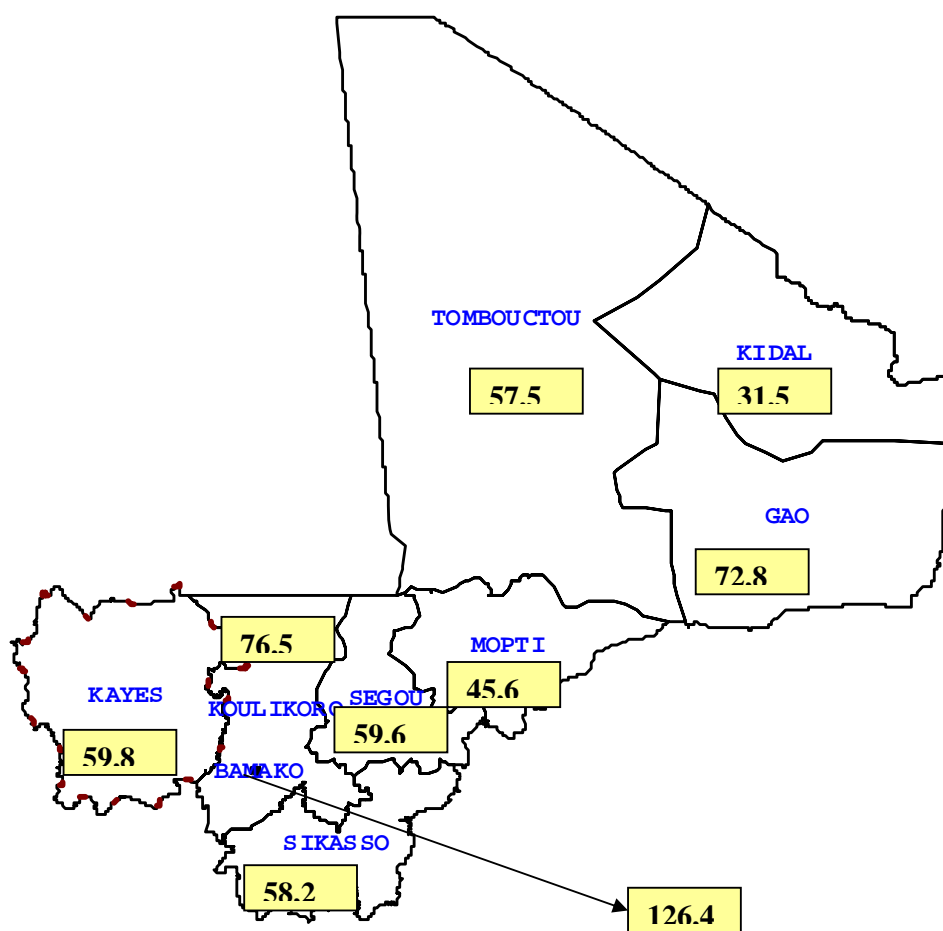 TOMBOUCTOU
KIDAL
57.5
31.5
GAO
72.8
76.5
MOPTI
KAYES
45.6
SEGOU
KOULIKORO
59.6
59.8
BAMAKO
SIKASSO
58.2
126.4